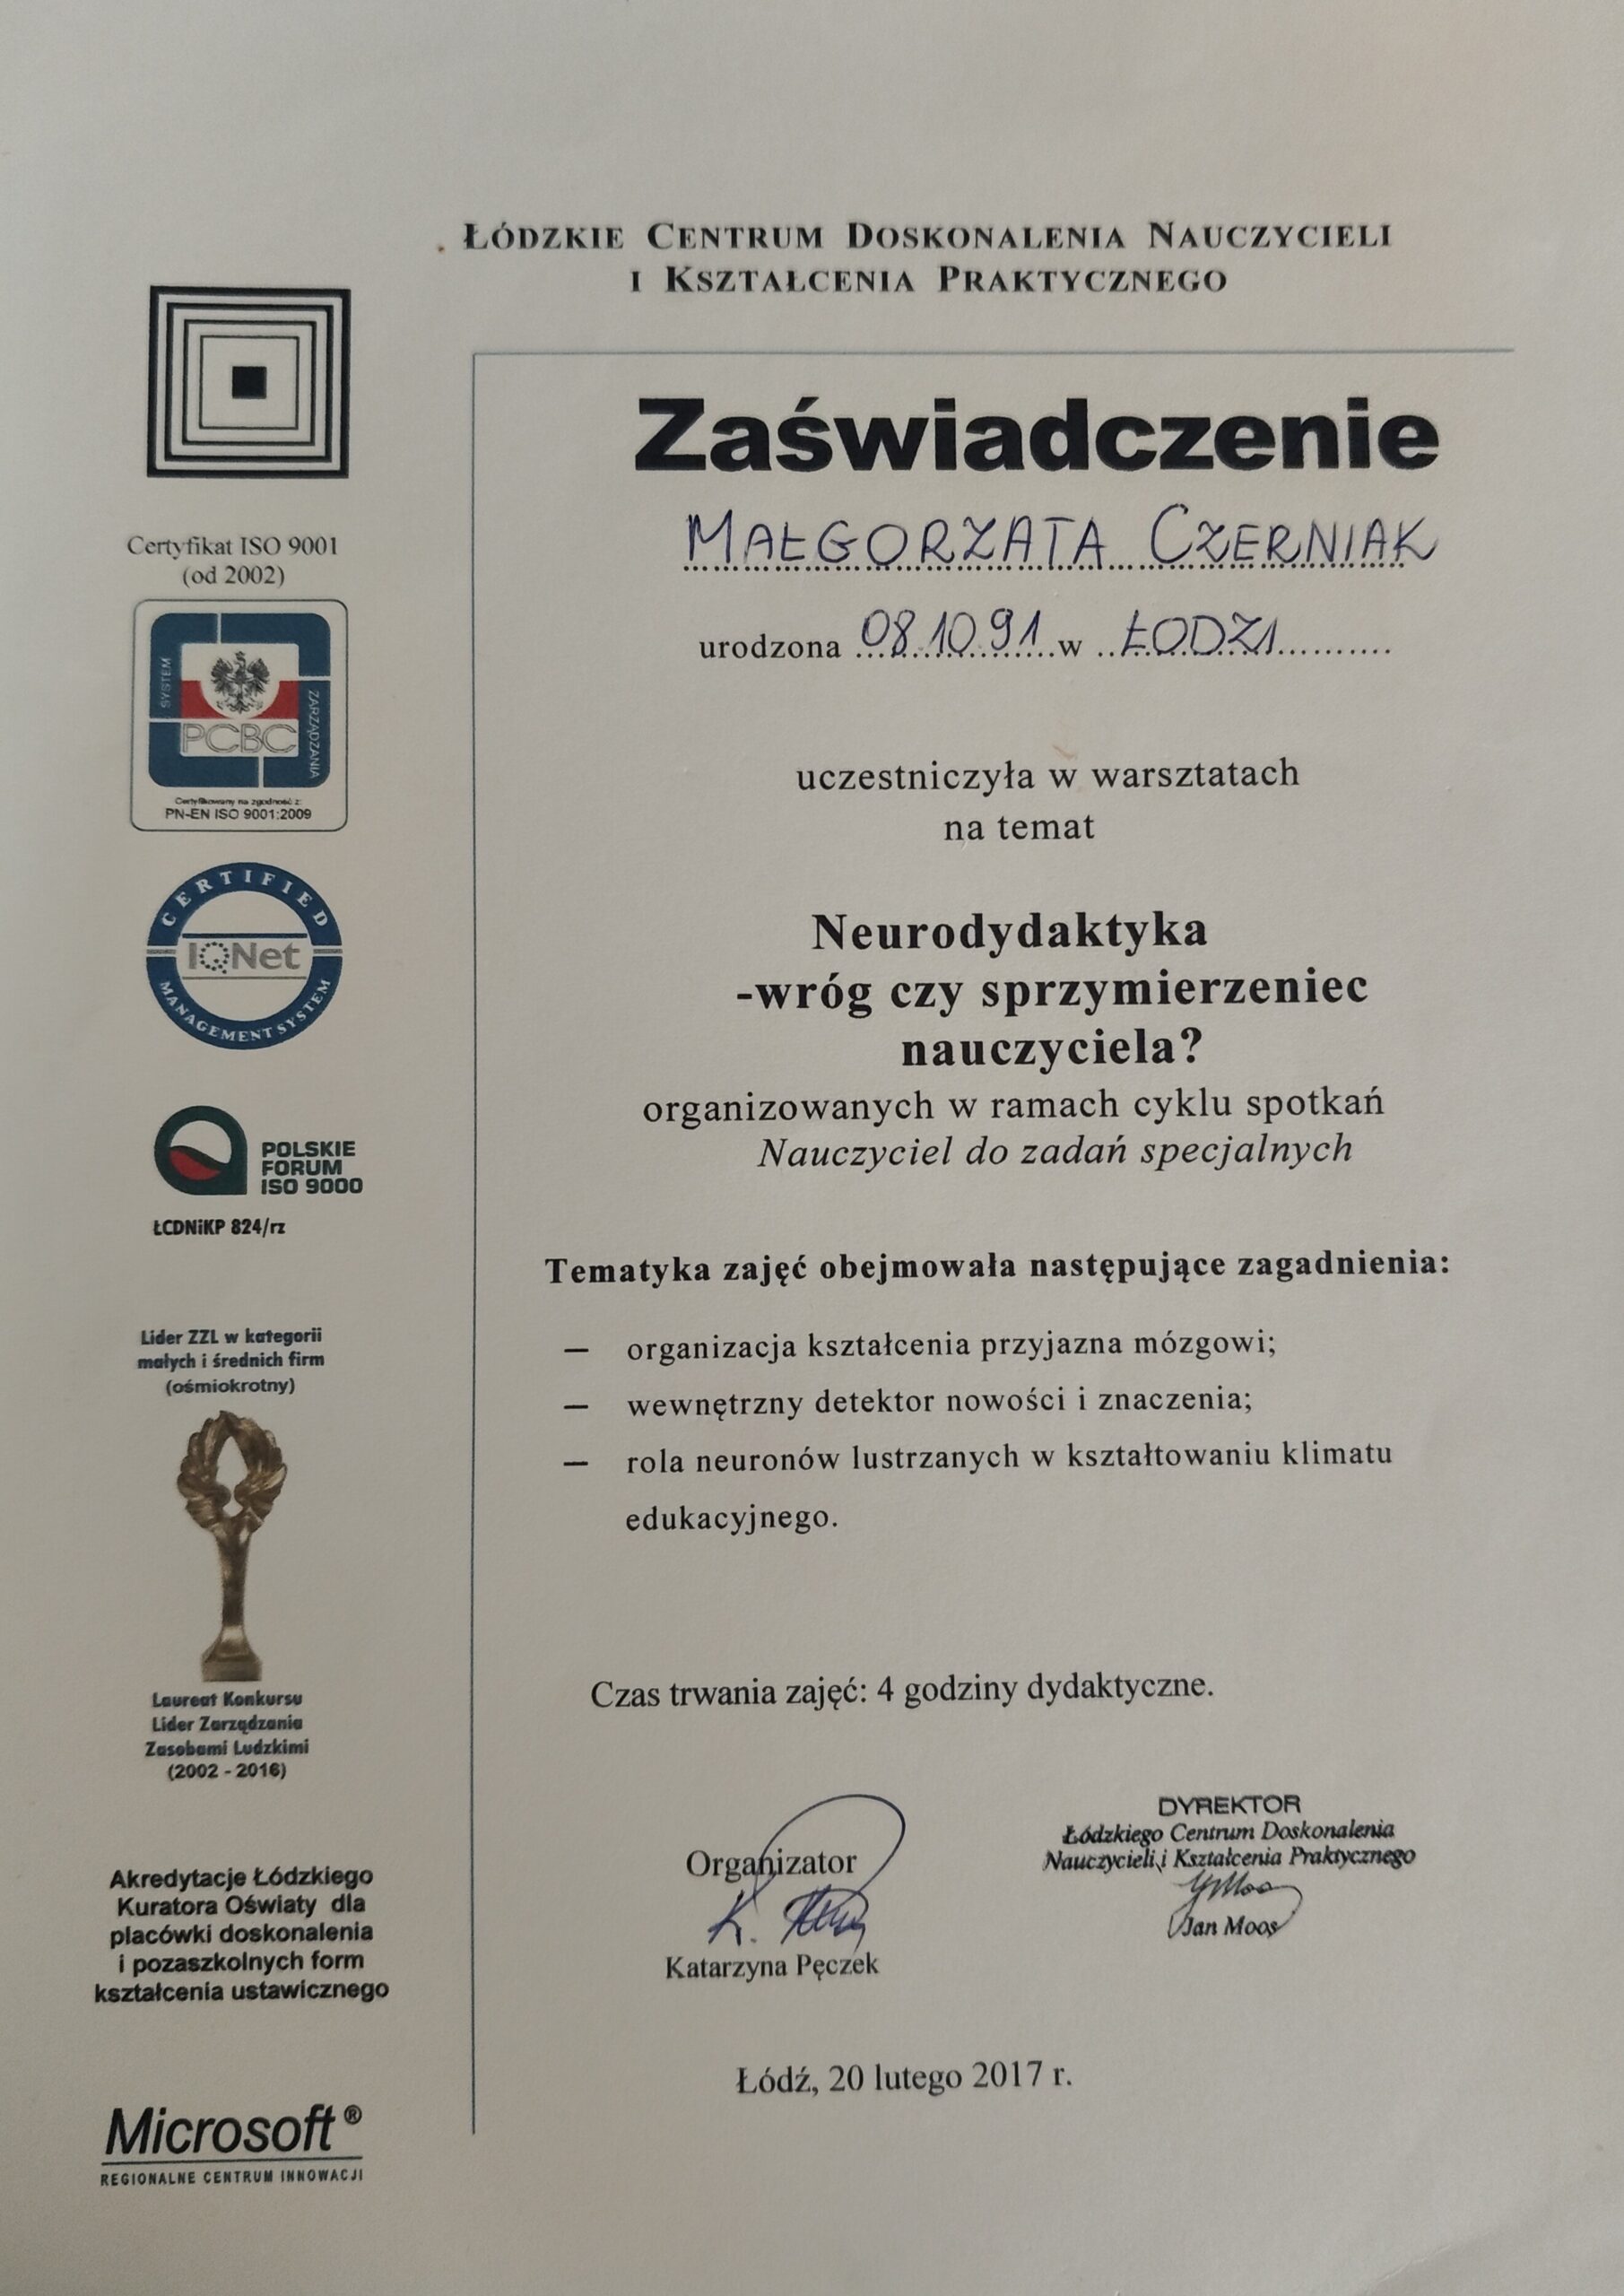 ŁÓDZKIE CENTRUM DOSKONALENIA NAUCZYCIELI
I KSZTAŁCENIA PRAKTYCZNEGO
Certyfikat ISO 9001
(od 2002)
SYSTEM
ZARZĄDZANIA
PCBC
Certyfikowany na zgodność z:
PN-EN ISO 9001:2009
CERTIFIED
IQNet
MANAGEMENT SYSTEM
POLSKIE
FORUM
ISO 9000
ŁCDNiKP 824/rz
Lider ZZL w kategorii
małych i średnich firm
(ośmiokrotny)
Laureat Konkursu
Lider Zarządzania
Zasobami Ludzkimi
(2002 - 2016)
Akredytacje Łódzkiego
Kuratora Oświaty dla
placówki doskonalenia
i pozaszkolnych form
kształcenia ustawicznego
Microsoft®
REGIONALNE CENTRUM INNOWACJI
Zaświadczenie
MAŁGORZATA CZERNIAK
urodzona 08.10.91 w ŁODZI
uczestniczyła w warsztatach
na temat
Neurodydaktyka
-wróg czy sprzymierzeniec
nauczyciela?
organizowanych w ramach cyklu spotkań
Nauczyciel do zadań specjalnych
Tematyka zajęć obejmowała następujące zagadnienia:
— organizacja kształcenia przyjazna mózgowi;
— wewnętrzny detektor nowości i znaczenia;
— rola neuronów lustrzanych w kształtowaniu klimatu
edukacyjnego.
Czas trwania zajęć: 4 godziny dydaktyczne.
Organizator
K.
Katarzyna Pęczek
DYREKTOR
Łódzkiego Centrum Doskonalenia
Nauczycieli i Kształcenia Praktycznego
Jan Moos
Łódź, 20 lutego 2017 r.